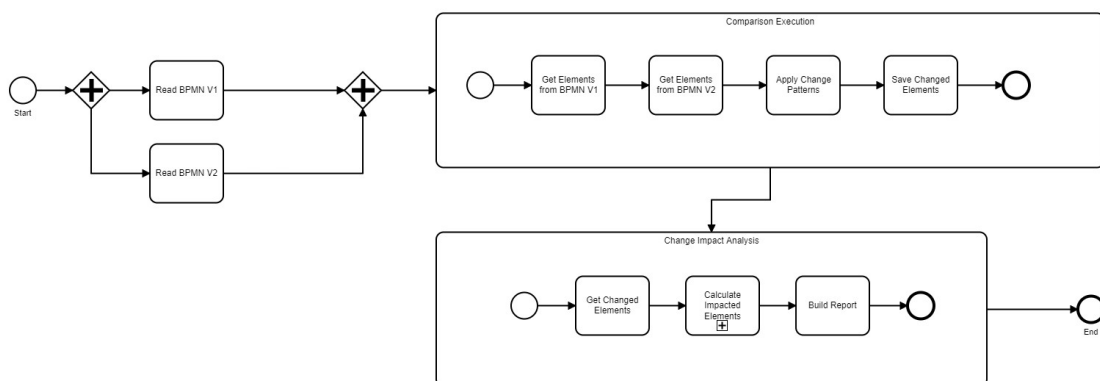 Comparison Execution
Start
Read BPMN V1
Read BPMN V2
Get Elements
from BPMN V1
Get Elements
from BPMN V2
Apply Change
Patterns
Save Changed
Elements
Change Impact Analysis
Get Changed
Elements
Calculate
Impacted
Elements
Build Report
End